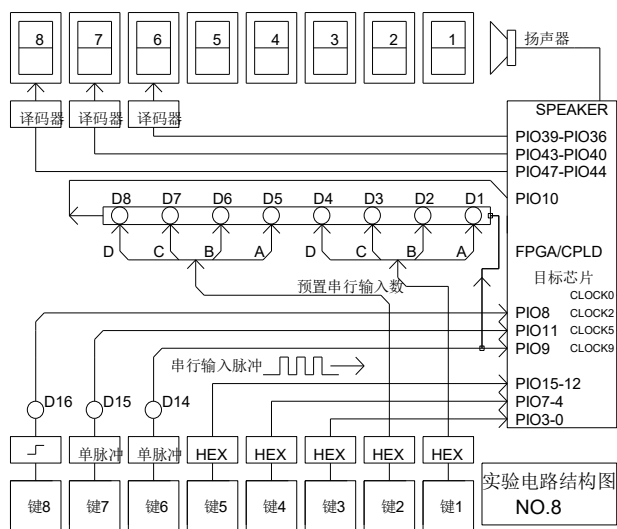 8 7 6 5 4 3 2 1 扬声器
译码器 译码器 译码器
SPEAKER
PIO39-PIO36
PIO43-PIO40
PIO47-PIO44
PIO10
D8 D7 D6 D5 D4 D3 D2 D1
D C B A D C B A
FPGA/CPLD
目标芯片
预置串行输入数
CLOCK0
PIO8 CLOCK2
PIO11 CLOCK5
PIO9 CLOCK9
串行输入脉冲
PIO15-12
PIO7-4
PIO3-0
D16 D15 D14
单脉冲 单脉冲 HEX HEX HEX HEX HEX
键8 键7 键6 键5 键4 键3 键2 键1
实验电路结构图
NO.8